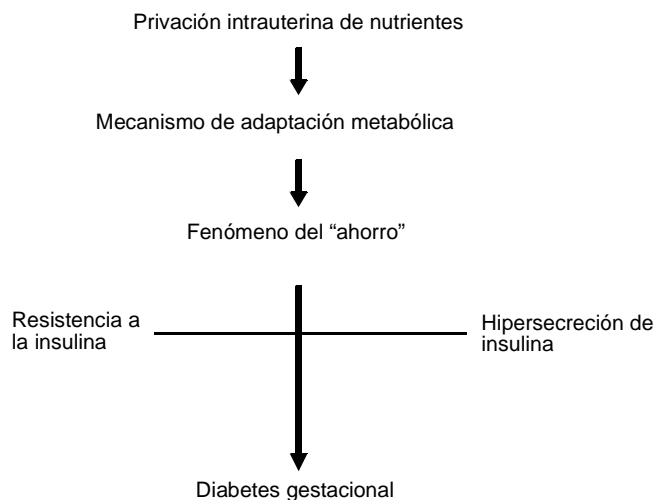 Privación intrauterina de nutrientes
Mecanismo de adaptación metabólica
Fenómeno del “ahorro”
Resistencia a
la insulina
Hipersecreción de
insulina
Diabetes gestacional